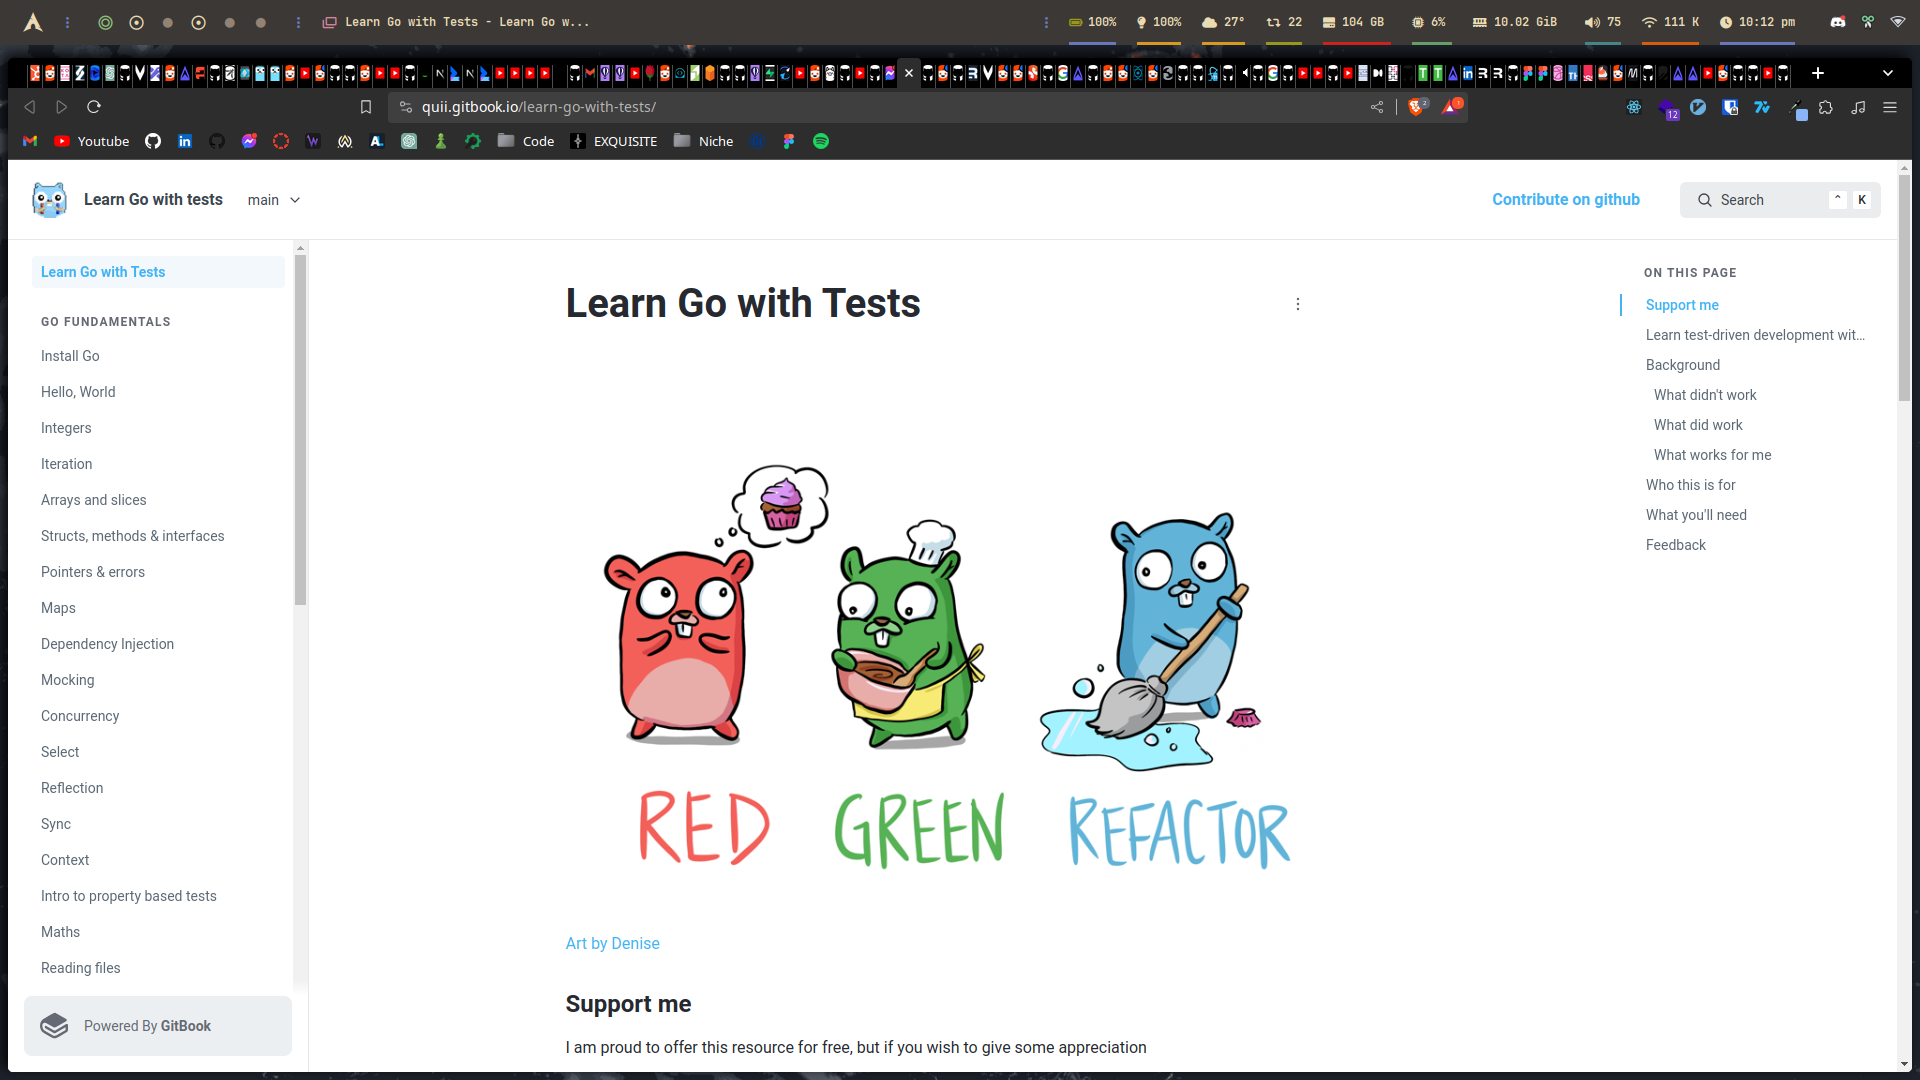 Learn Go with Tests - Learn Go w...
100%
100%
27°
22
104 GB
6%
10.02 GiB
75
111 K
10:12 pm
quii.gitbook.io/learn-go-with-tests/
12
Youtube
Code
EXQUISITE
Niche
Learn Go with tests
main
Contribute on github
Search
^ K
Learn Go with Tests
GO FUNDAMENTALS
Install Go
Hello, World
Integers
Iteration
Arrays and slices
Structs, methods & interfaces
Pointers & errors
Maps
Dependency Injection
Mocking
Concurrency
Select
Reflection
Sync
Context
Intro to property based tests
Maths
Reading files
Powered By GitBook
Learn Go with Tests
RED GREEN REFACTOR
Art by Denise
Support me
I am proud to offer this resource for free, but if you wish to give some appreciation
ON THIS PAGE
Support me
Learn test-driven development wit...
Background
What didn't work
What did work
What works for me
Who this is for
What you'll need
Feedback